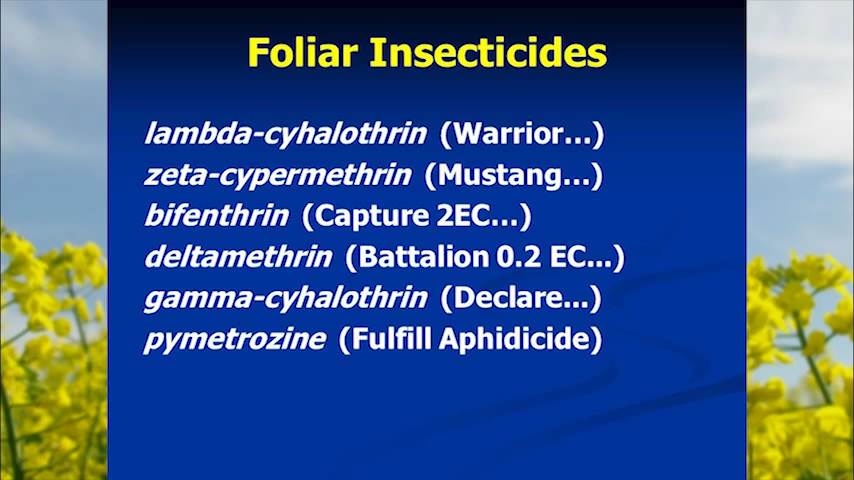 Foliar Insecticides
lambda-cyhalothrin (Warrior…)
zeta-cypermethrin (Mustang…)
bifenthrin (Capture 2EC…)
deltamethrin (Battalion 0.2 EC...)
gamma-cyhalothrin (Declare...)
pymetrozine (Fulfill Aphidicide)